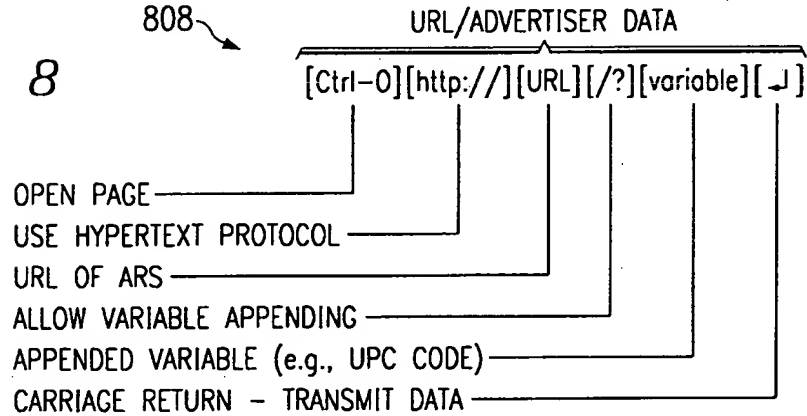 808
URL/ADVERTISER DATA
8
[Ctrl-O][http://][URL][/?][variable][↵]
OPEN PAGE
USE HYPERTEXT PROTOCOL
URL OF ARS
ALLOW VARIABLE APPENDING
APPENDED VARIABLE (e.g., UPC CODE)
CARRIAGE RETURN - TRANSMIT DATA